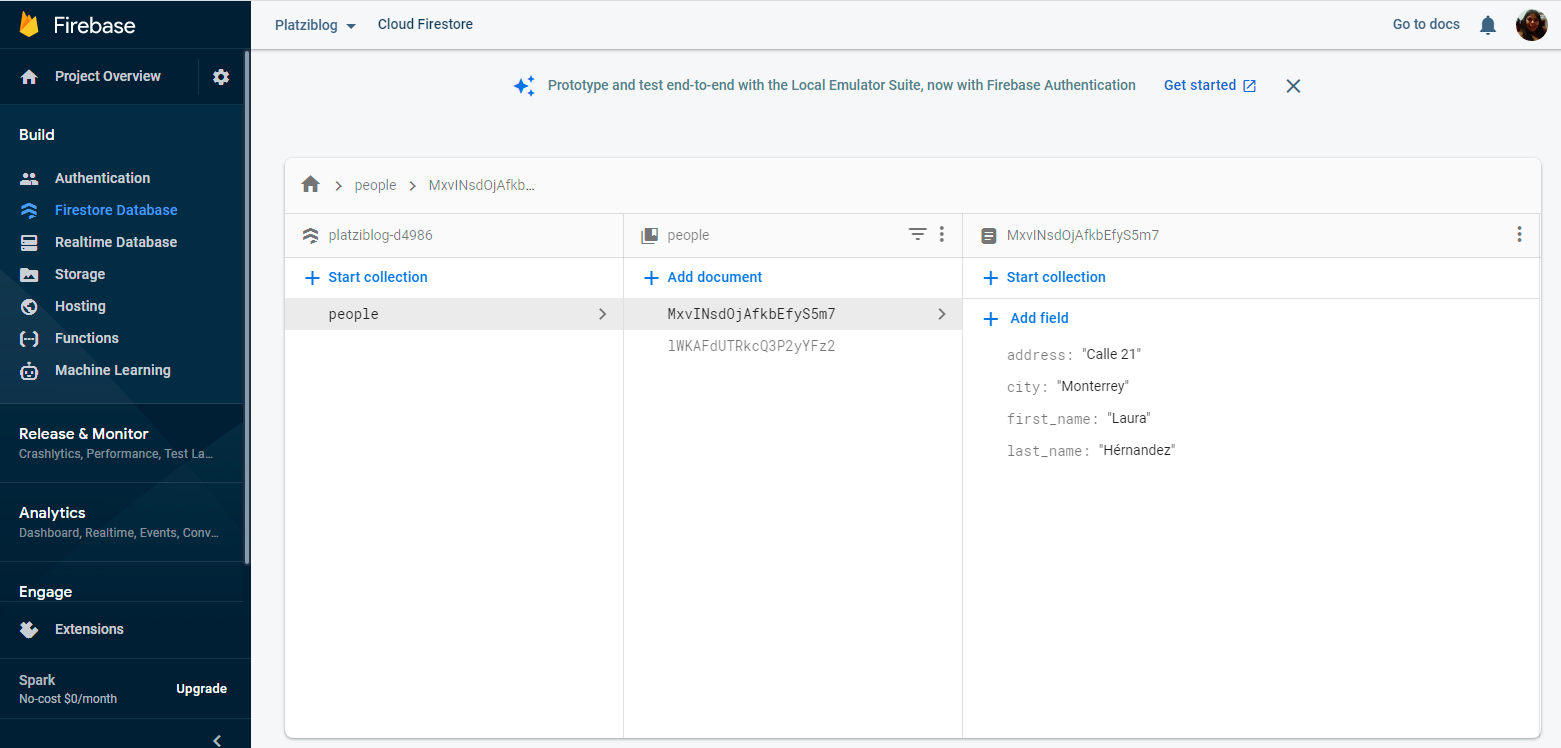 Firebase
Platziblog
Cloud Firestore
Go to docs
Project Overview
Prototype and test end-to-end with the Local Emulator Suite, now with Firebase Authentication
Get started
Build
Authentication
Firestore Database
Realtime Database
Storage
Hosting
Functions
Machine Learning
Release & Monitor
Crashlytics, Performance, Test La...
Analytics
Dashboard, Realtime, Events, Conv...
Engage
Extensions
Spark
No-cost $0/month
Upgrade
people
MxvINsdOjAfkb...
platziblog-d4986
people
MxvINsdOjAfkbEfyS5m7
Start collection
Add document
Start collection
people
MxvINsdOjAfkbEfyS5m7
lWKAFdUTRkcQ3P2yYFz2
Add field
address: "Calle 21"
city: "Monterrey"
first_name: "Laura"
last_name: "Hérnandez"